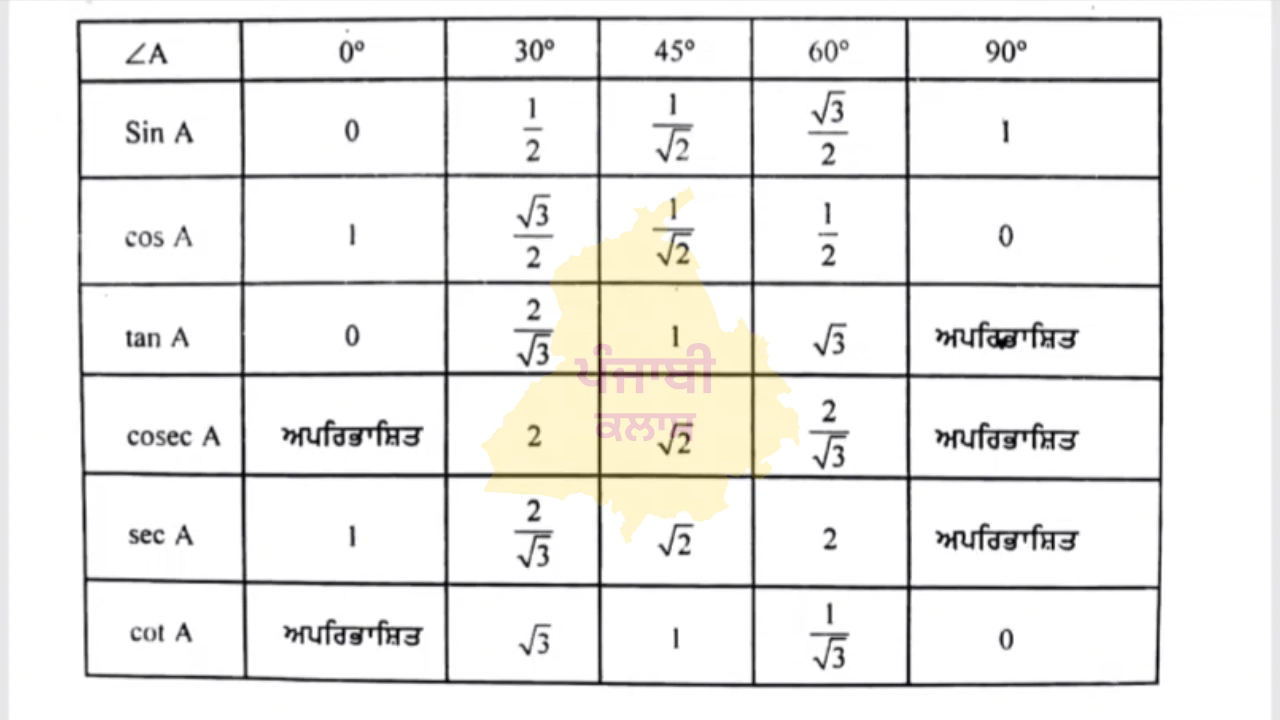 ∠A 0° 30° 45° 60° 90°
Sin A 0 1/2 1/√2 √3/2 1
cos A 1 √3/2 1/√2 1/2 0
tan A 0 2/√3 1 √3 ਅਪਰਿਭਾਸ਼ਿਤ
ਪੰਜਾਬੀ
ਕਲਾਸ
cosec A ਅਪਰਿਭਾਸ਼ਿਤ 2 √2 2/√3 ਅਪਰਿਭਾਸ਼ਿਤ
sec A 1 2/√3 √2 2 ਅਪਰਿਭਾਸ਼ਿਤ
cot A ਅਪਰਿਭਾਸ਼ਿਤ √3 1 1/√3 0